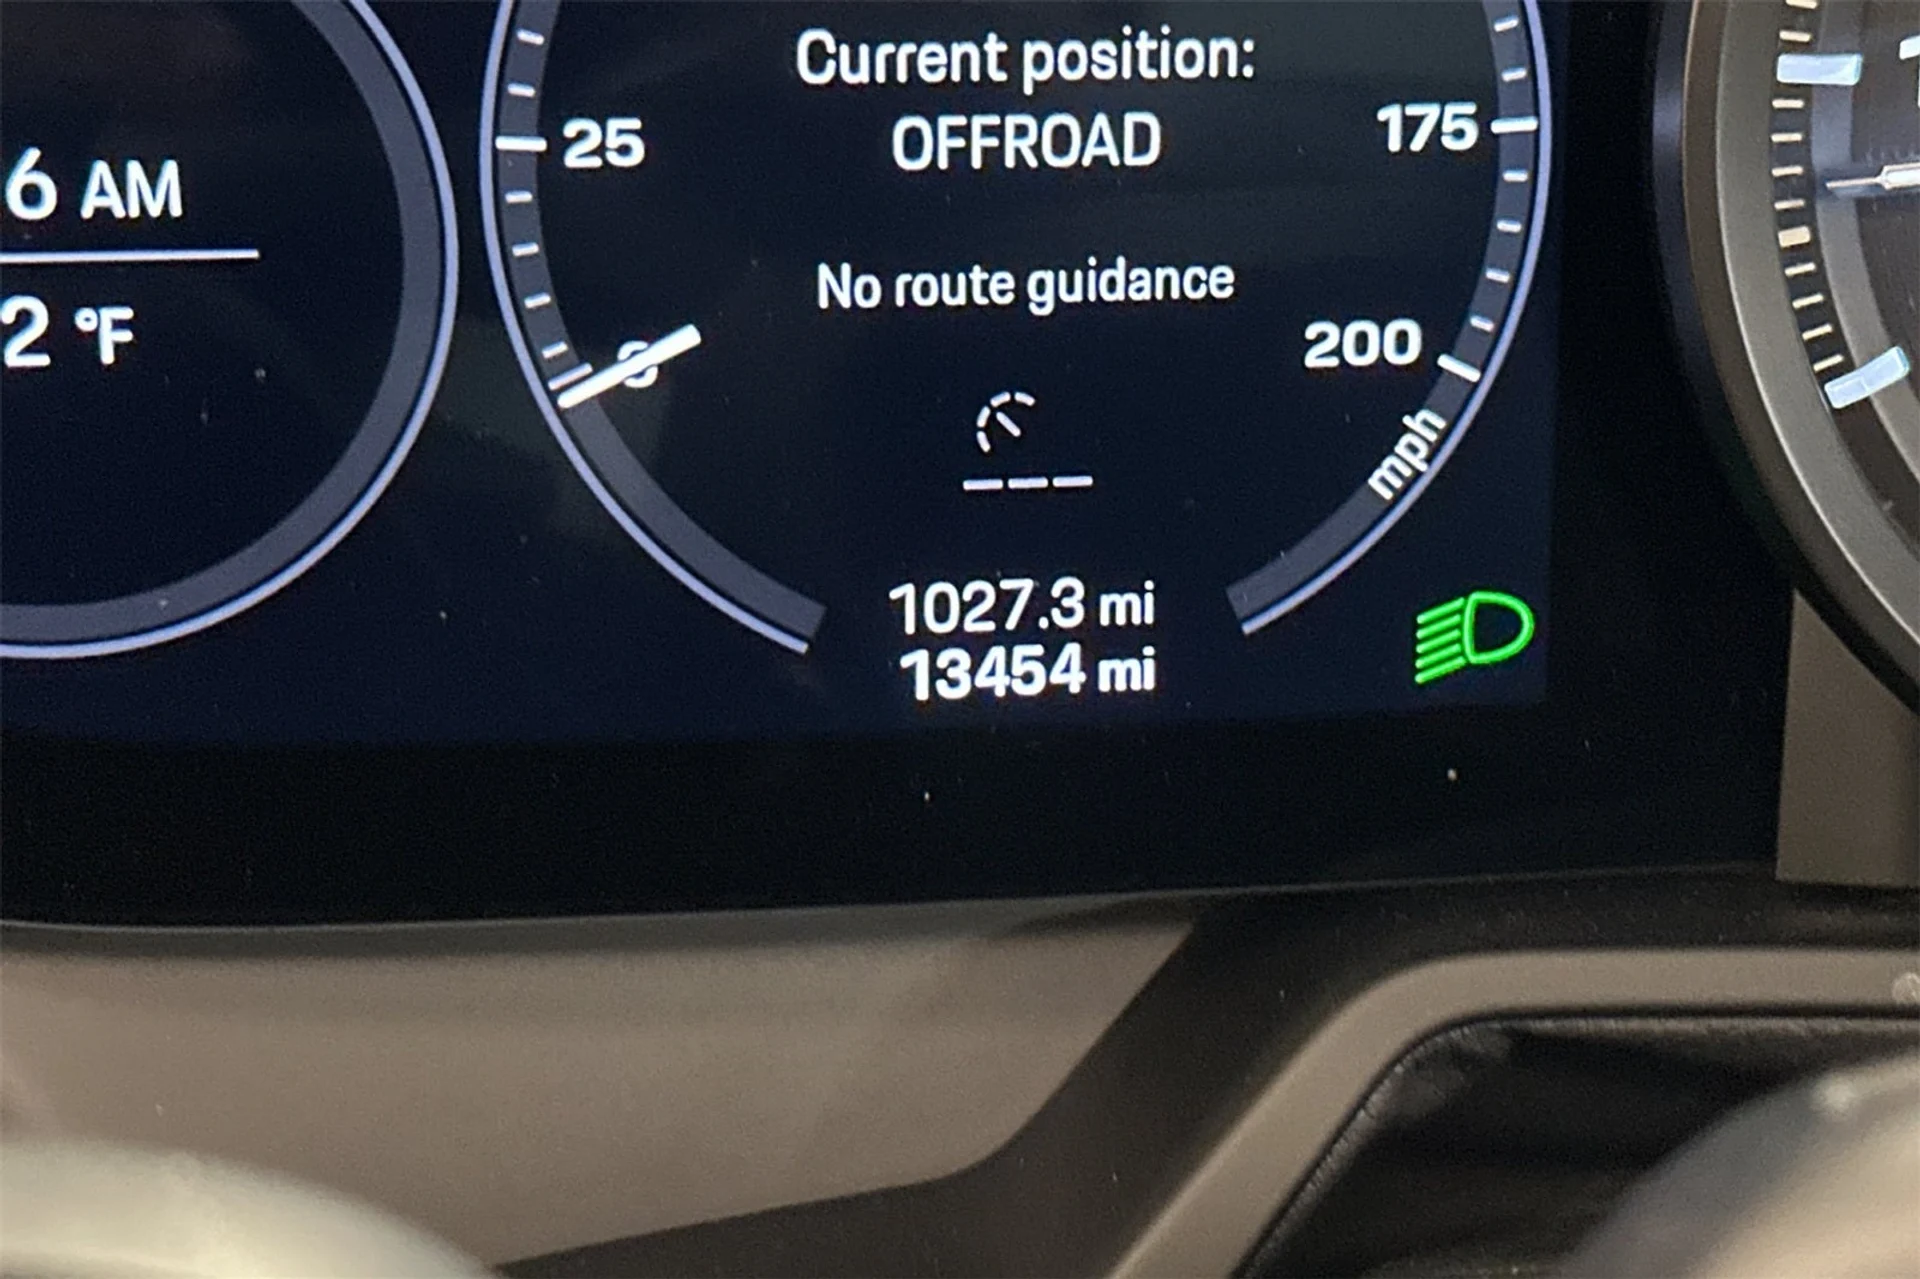 6 AM
2 °F
Current position:
OFFROAD
25
175
No route guidance
200
mph
1027.3 mi
13454 mi